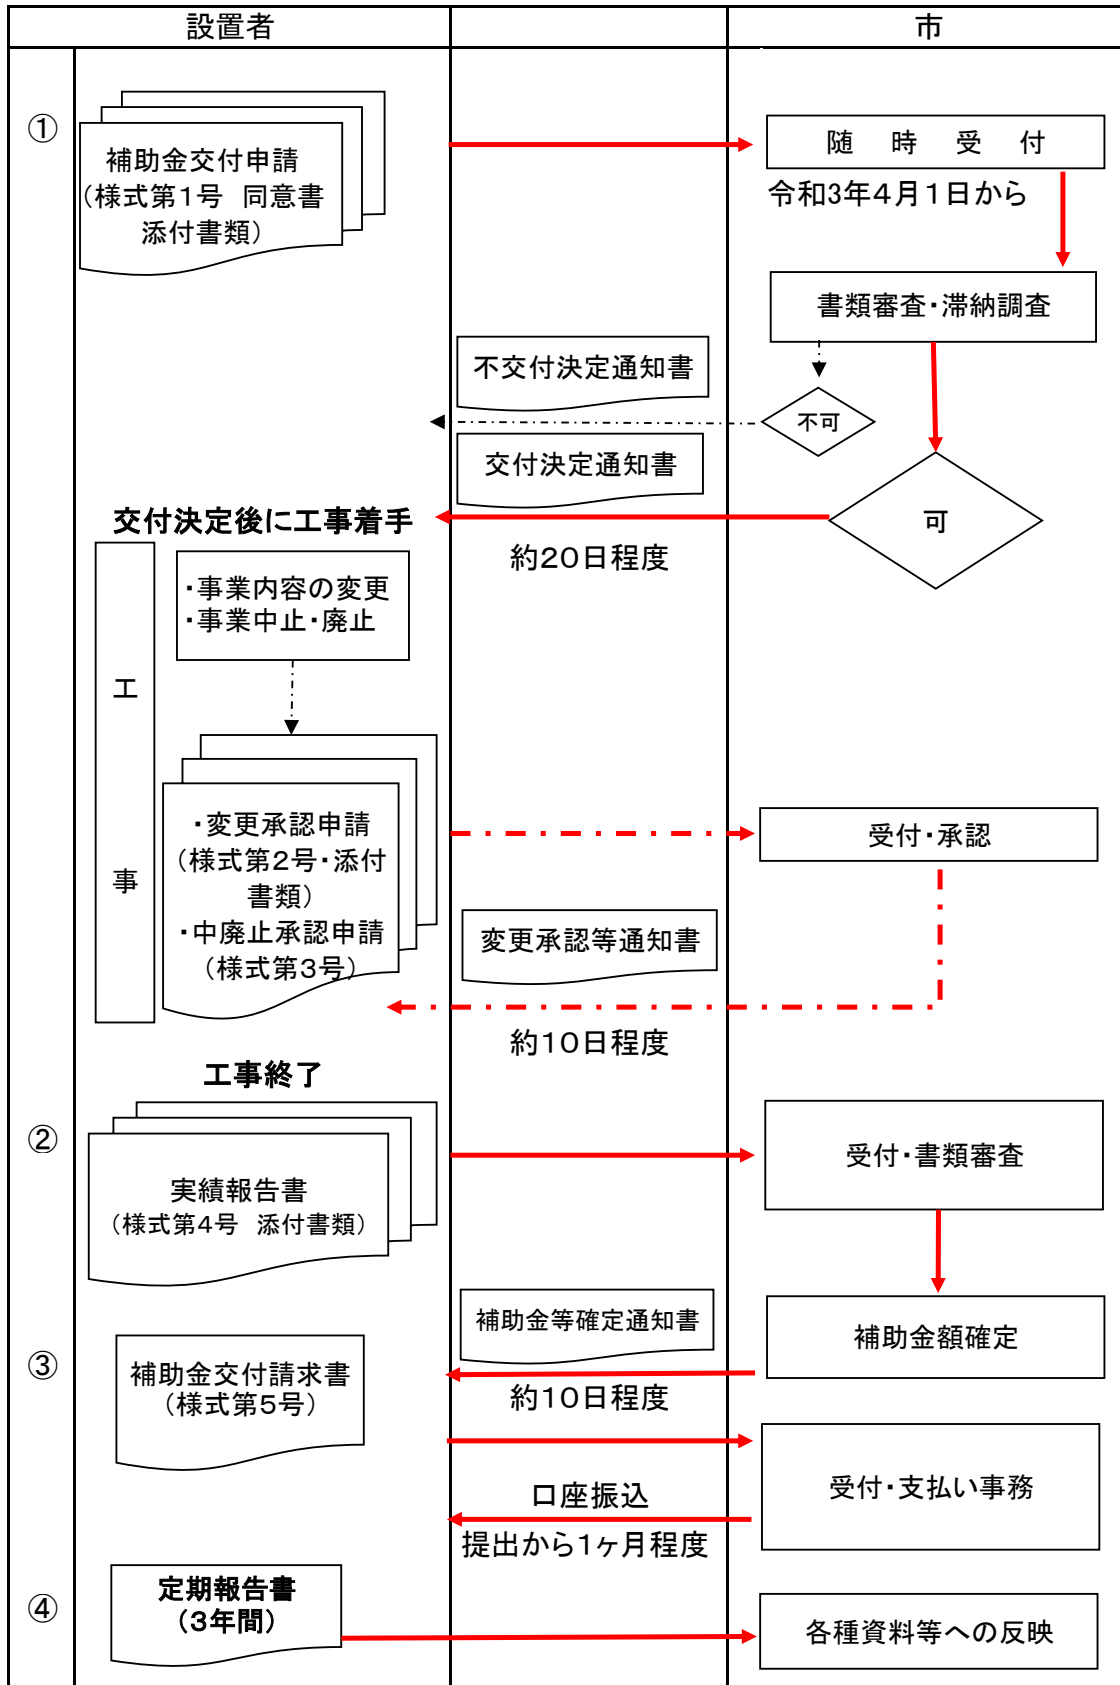 設置者
市
①
補助金交付申請
（様式第1号　同意書
添付書類）
随　時　受　付
令和3年4月1日から
書類審査・滞納調査
不交付決定通知書
不可
交付決定通知書
可
交付決定後に工事着手
約20日程度
・事業内容の変更
・事業中止・廃止
工
事
・変更承認申請
（様式第2号・添付
書類）
・中廃止承認申請
（様式第3号）
受付・承認
変更承認等通知書
約10日程度
工事終了
②
実績報告書
（様式第4号　添付書類）
受付・書類審査
補助金等確定通知書
補助金額確定
③
補助金交付請求書
（様式第5号）
約10日程度
受付・支払い事務
口座振込
提出から1ヶ月程度
④
定期報告書
（3年間）
各種資料等への反映